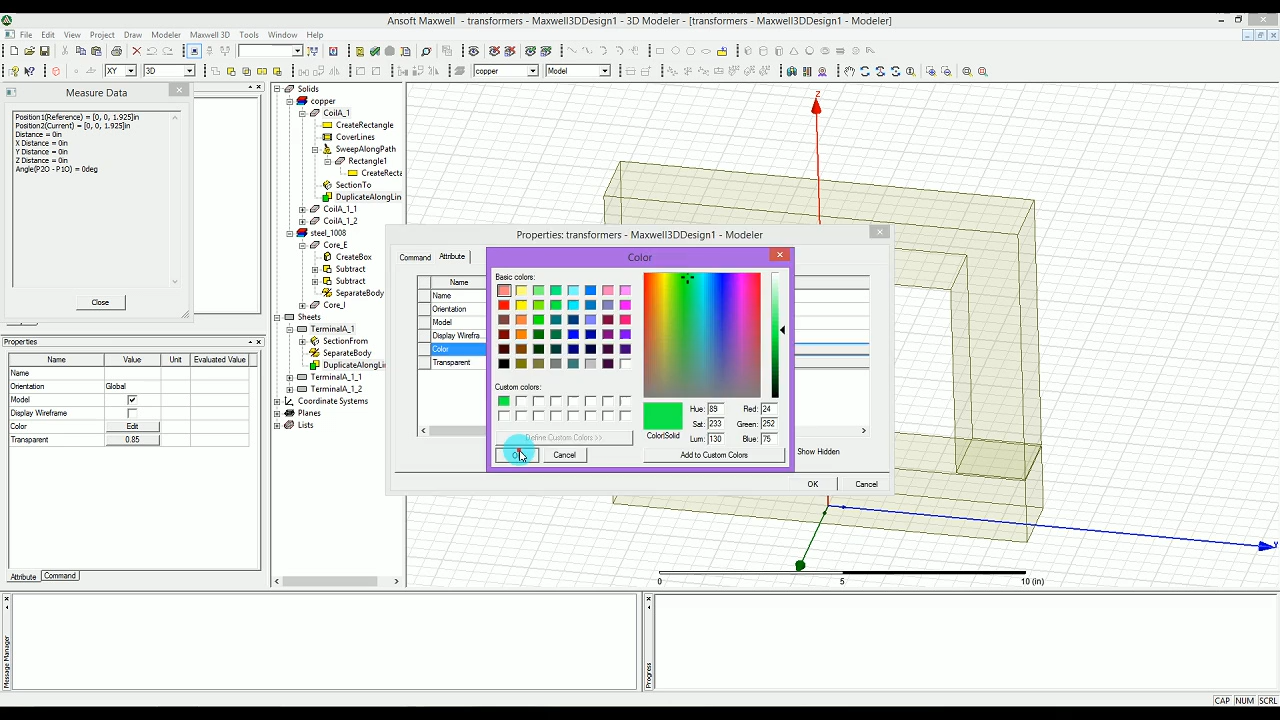 Ansoft Maxwell - transformers - Maxwell3DDesign1 - 3D Modeler - [transformers - Maxwell3DDesign1 - Modeler]
File Edit View Project Draw Modeler Maxwell 3D Tools Window Help
XY 3D copper Model
Measure Data
Position1(Reference) = [0, 0, 1.925]in
Position2(Current) = [0, 0, 1.925]in
Distance = 0in
X Distance = 0in
Y Distance = 0in
Z Distance = 0in
Angle(P2O - P1O) = 0deg
Close
Properties
Name Value Unit Evaluated Value
Name
Orientation Global
Model
Display Wireframe
Color Edit
Transparent 0.85
Attribute Command
Solids
copper
CoilA_1
CreateRectangle
CoverLines
SweepAlongPath
Rectangle1
CreateRecta
SectionTo
DuplicateAlongLin
CoilA_1_1
CoilA_1_2
steel_1008
Core_E
CreateBox
Subtract
Subtract
SeparateBody
Core_I
Sheets
TerminalA_1
SectionFrom
SeparateBody
DuplicateAlongLin
TerminalA_1_1
TerminalA_1_2
Coordinate Systems
Planes
Lists
Properties: transformers - Maxwell3DDesign1 - Modeler
Command Attribute
Name
Name
Orientation
Model
Display Wirefra...
Color
Transparent
Show Hidden
OK Cancel
Color
Basic colors:
Custom colors:
Define Custom Colors >>
Cancel
Color|Solid
Hue: 89 Red: 24
Sat: 233 Green: 252
Lum: 130 Blue: 75
Add to Custom Colors
Z
Y
0 5 10 (in)
Message Manager
Progress
CAP NUM SCRL